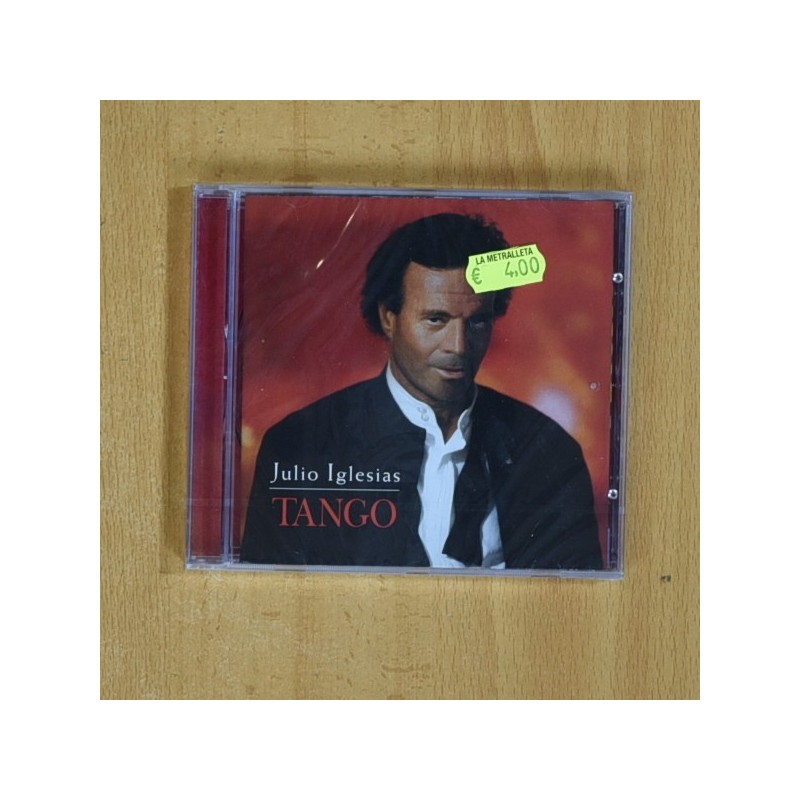 LA METRALLETA
€ 4,00
Julio Iglesias
TANGO